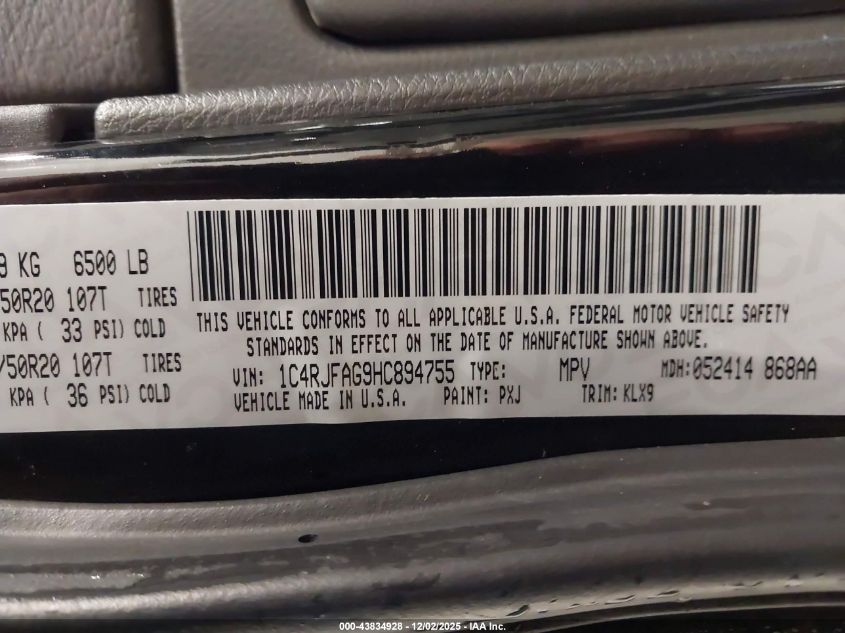 9 KG 6500 LB
50R20 107T TIRES
KPA ( 33 PSI) COLD
/50R20 107T TIRES
KPA ( 36 PSI) COLD
THIS VEHICLE CONFORMS TO ALL APPLICABLE U.S.A. FEDERAL MOTOR VEHICLE SAFETY
STANDARDS IN EFFECT ON THE DATE OF MANUFACTURE SHOWN ABOVE.
VIN: 1C4RJFAG9HC894755 TYPE: MPV MDH:052414 868AA
VEHICLE MADE IN U.S.A. PAINT: PXJ TRIM: KLX9
000-43834928 - 12/02/2025 - IAA Inc.